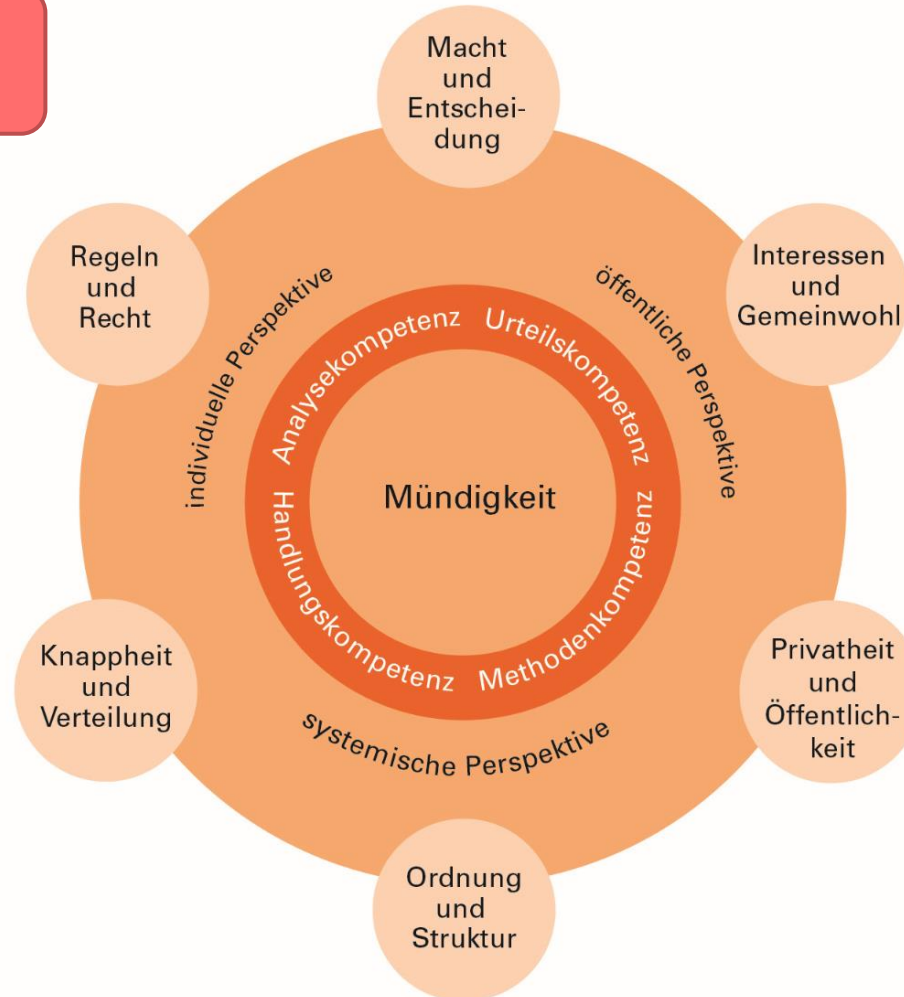 Macht
und
Entschei-
dung
Regeln
und
Recht
Interessen
und
Gemeinwohl
individuelle Perspektive
öffentliche Perspektive
Analysekompetenz
Urteilskompetenz
Mündigkeit
Handlungskompetenz
Methodenkompetenz
Knappheit
und
Verteilung
Privatheit
und
Öffentlich-
keit
systemische Perspektive
Ordnung
und
Struktur